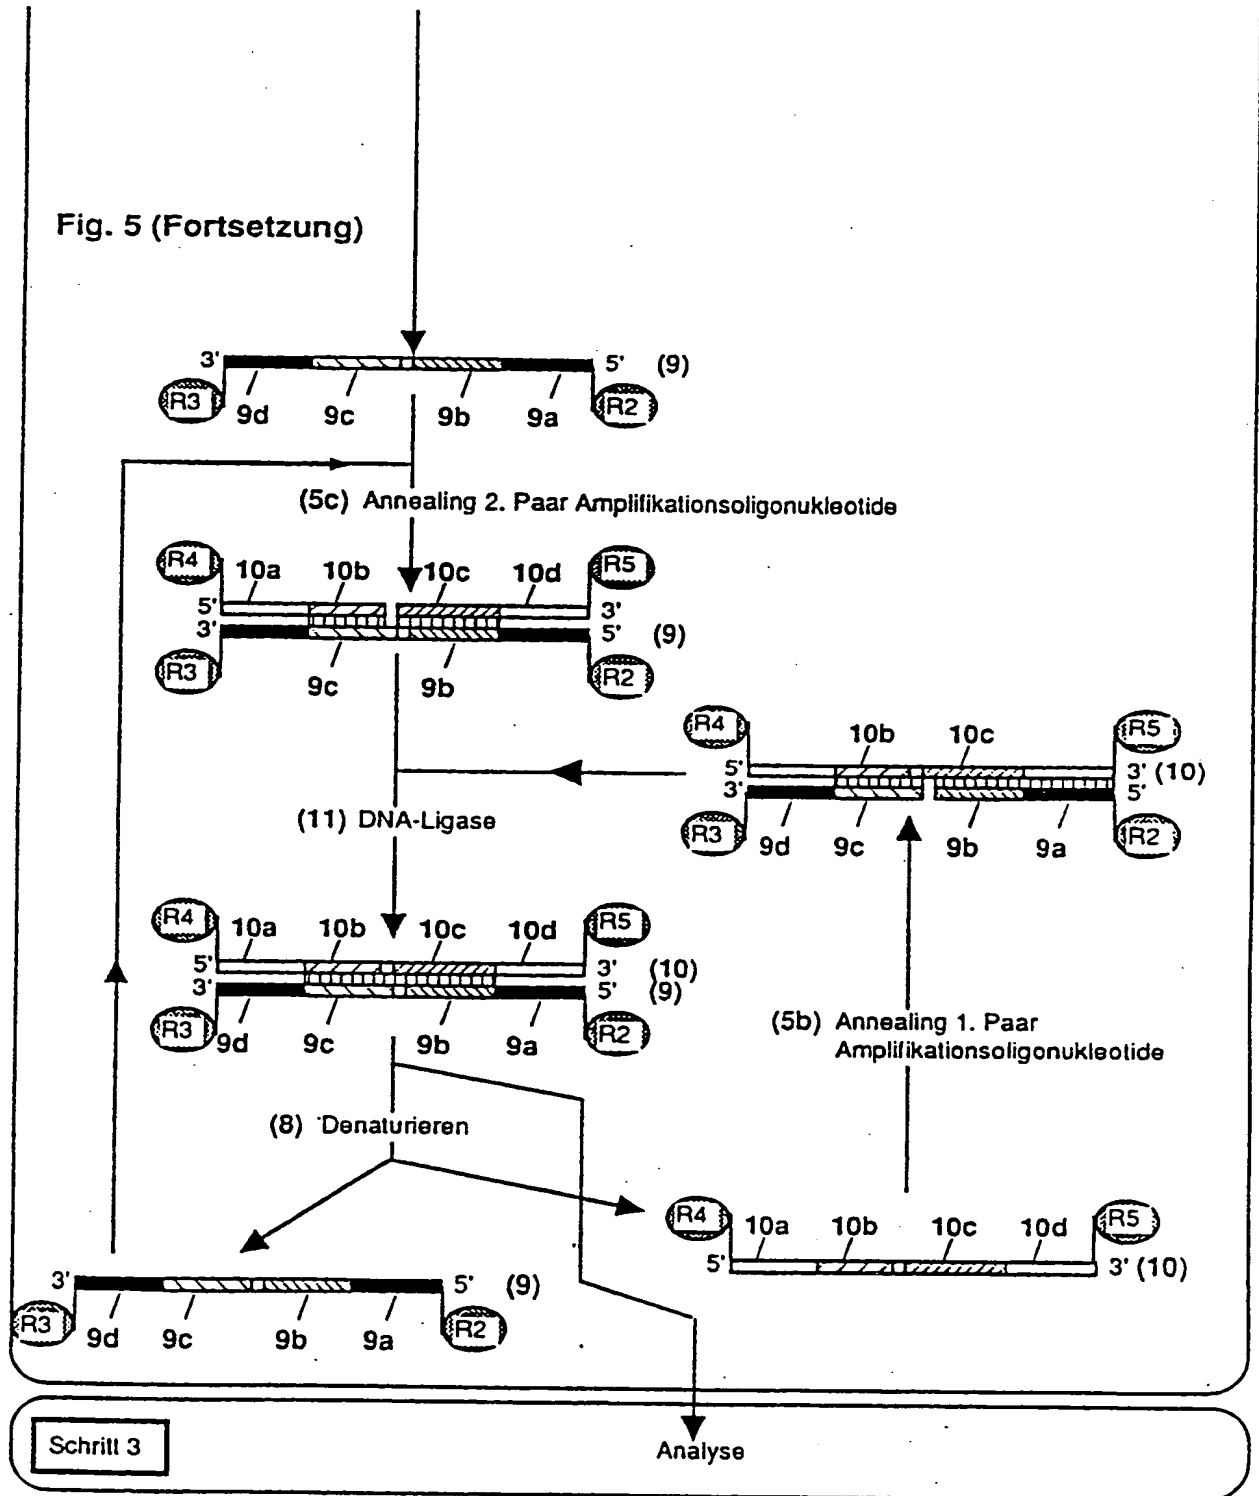 Fig. 5 (Fortsetzung)
3' 5' (9)
R3 9d 9c 9b 9a R2
(5c) Annealing 2. Paar Amplifikationsoligonukleotide
R4 10a 10b 10c 10d R5
5' 3'
3' 5' (9)
R3 9c 9b R2
R4 10b 10c R5
5' 3' (10)
3' 5'
R3 9d 9c 9b 9a R2
(11) DNA-Ligase
R4 10a 10b 10c 10d R5
5' 3' (10)
3' 5' (9)
R3 9d 9c 9b 9a R2
(5b) Annealing 1. Paar
Amplifikationsoligonukleotide
(8) Denaturieren
R4 10a 10b 10c 10d R5
5' 3' (10)
3' 5' (9)
R3 9d 9c 9b 9a R2
Schritt 3
Analyse